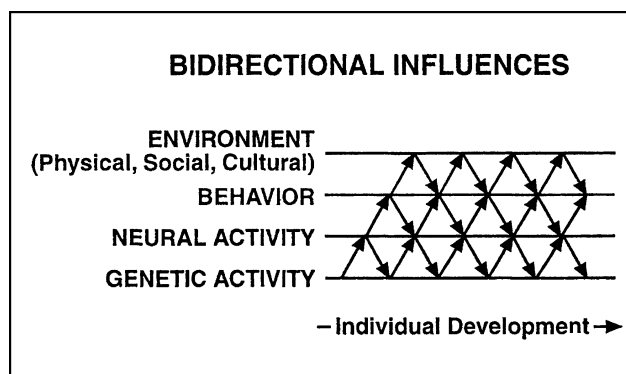 BIDIRECTIONAL INFLUENCES
ENVIRONMENT
(Physical, Social, Cultural)
BEHAVIOR
NEURAL ACTIVITY
GENETIC ACTIVITY
Individual Development